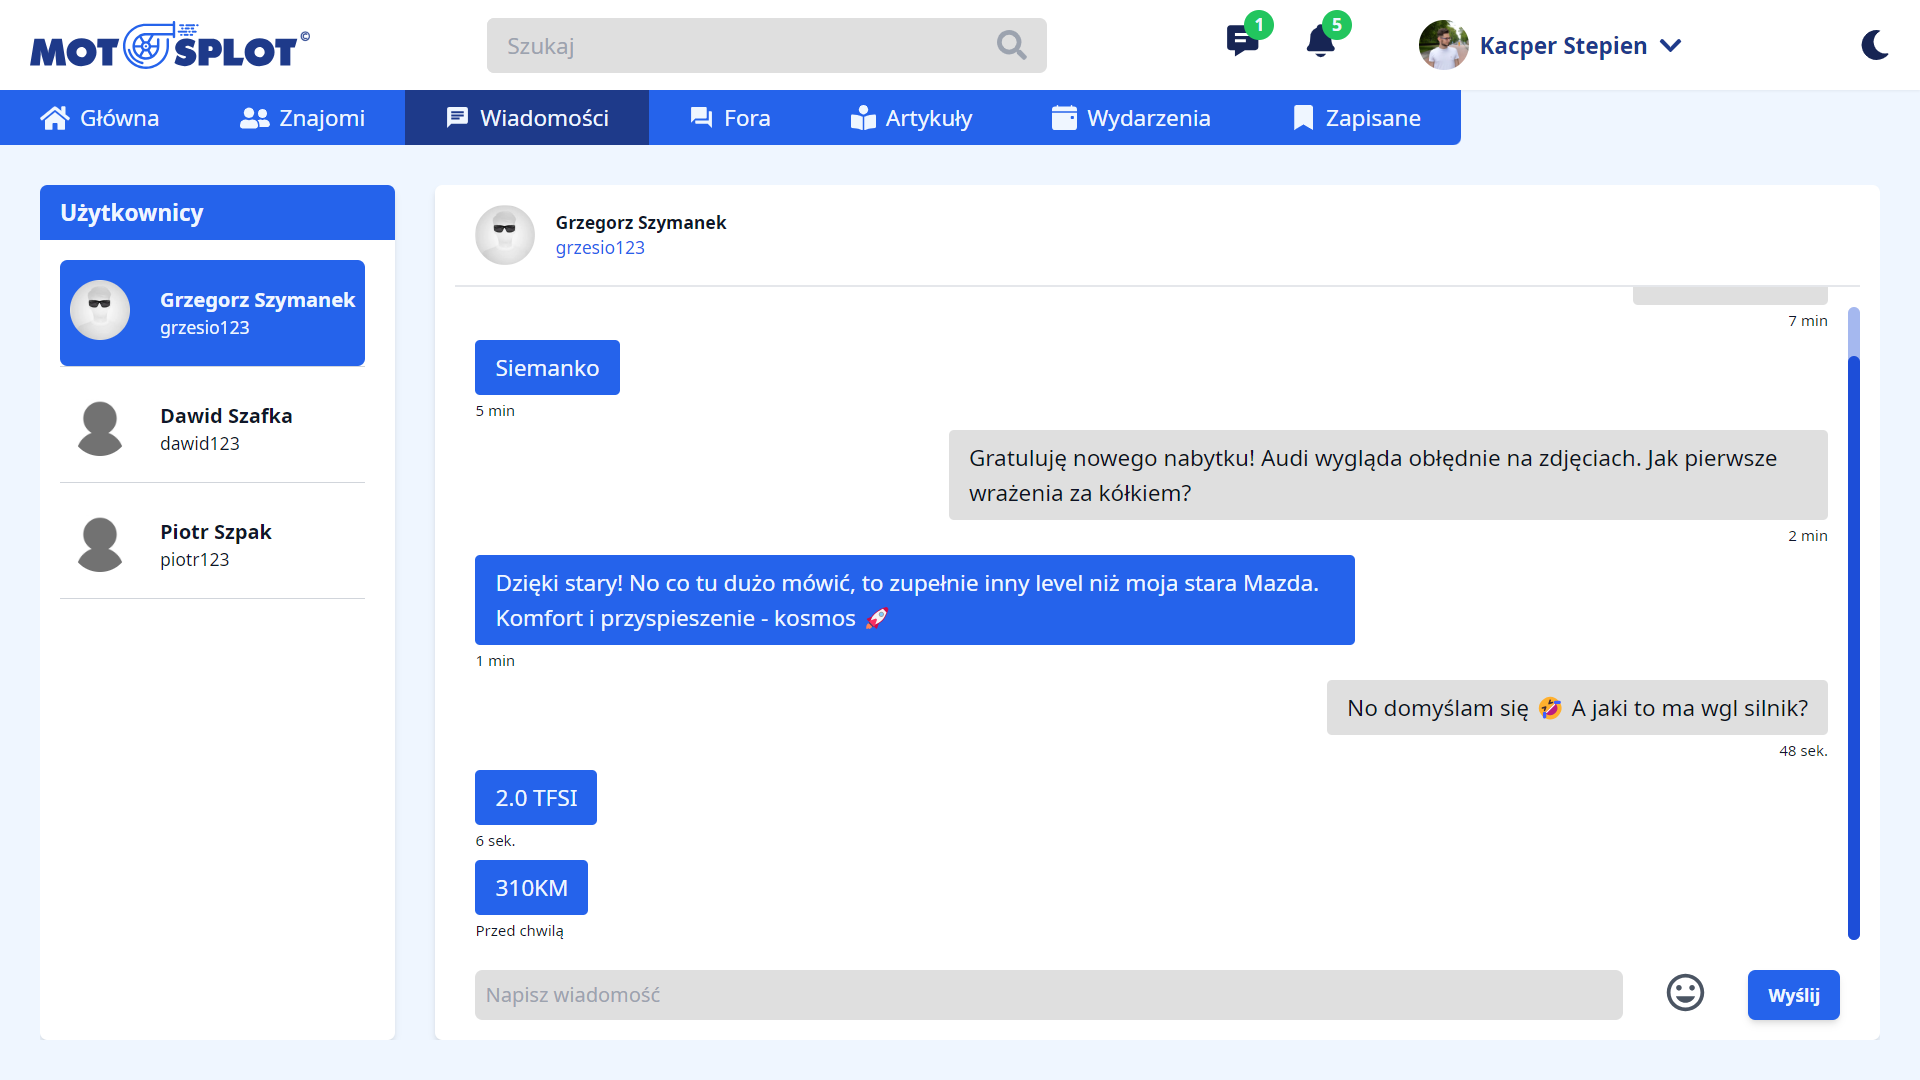 MOTOSPLOT©
Szukaj
1
5
Kacper Stepien
Główna
Znajomi
Wiadomości
Fora
Artykuły
Wydarzenia
Zapisane
Użytkownicy
Grzegorz Szymanek
grzesio123
Dawid Szafka
dawid123
Piotr Szpak
piotr123
Grzegorz Szymanek
grzesio123
7 min
Siemanko
5 min
Gratuluję nowego nabytku! Audi wygląda obłędnie na zdjęciach. Jak pierwsze
wrażenia za kółkiem?
2 min
Dzięki stary! No co tu dużo mówić, to zupełnie inny level niż moja stara Mazda.
Komfort i przyspieszenie - kosmos 🚀
1 min
No domyślam się 🤣 A jaki to ma wgl silnik?
48 sek.
2.0 TFSI
6 sek.
310KM
Przed chwilą
Napisz wiadomość
Wyślij